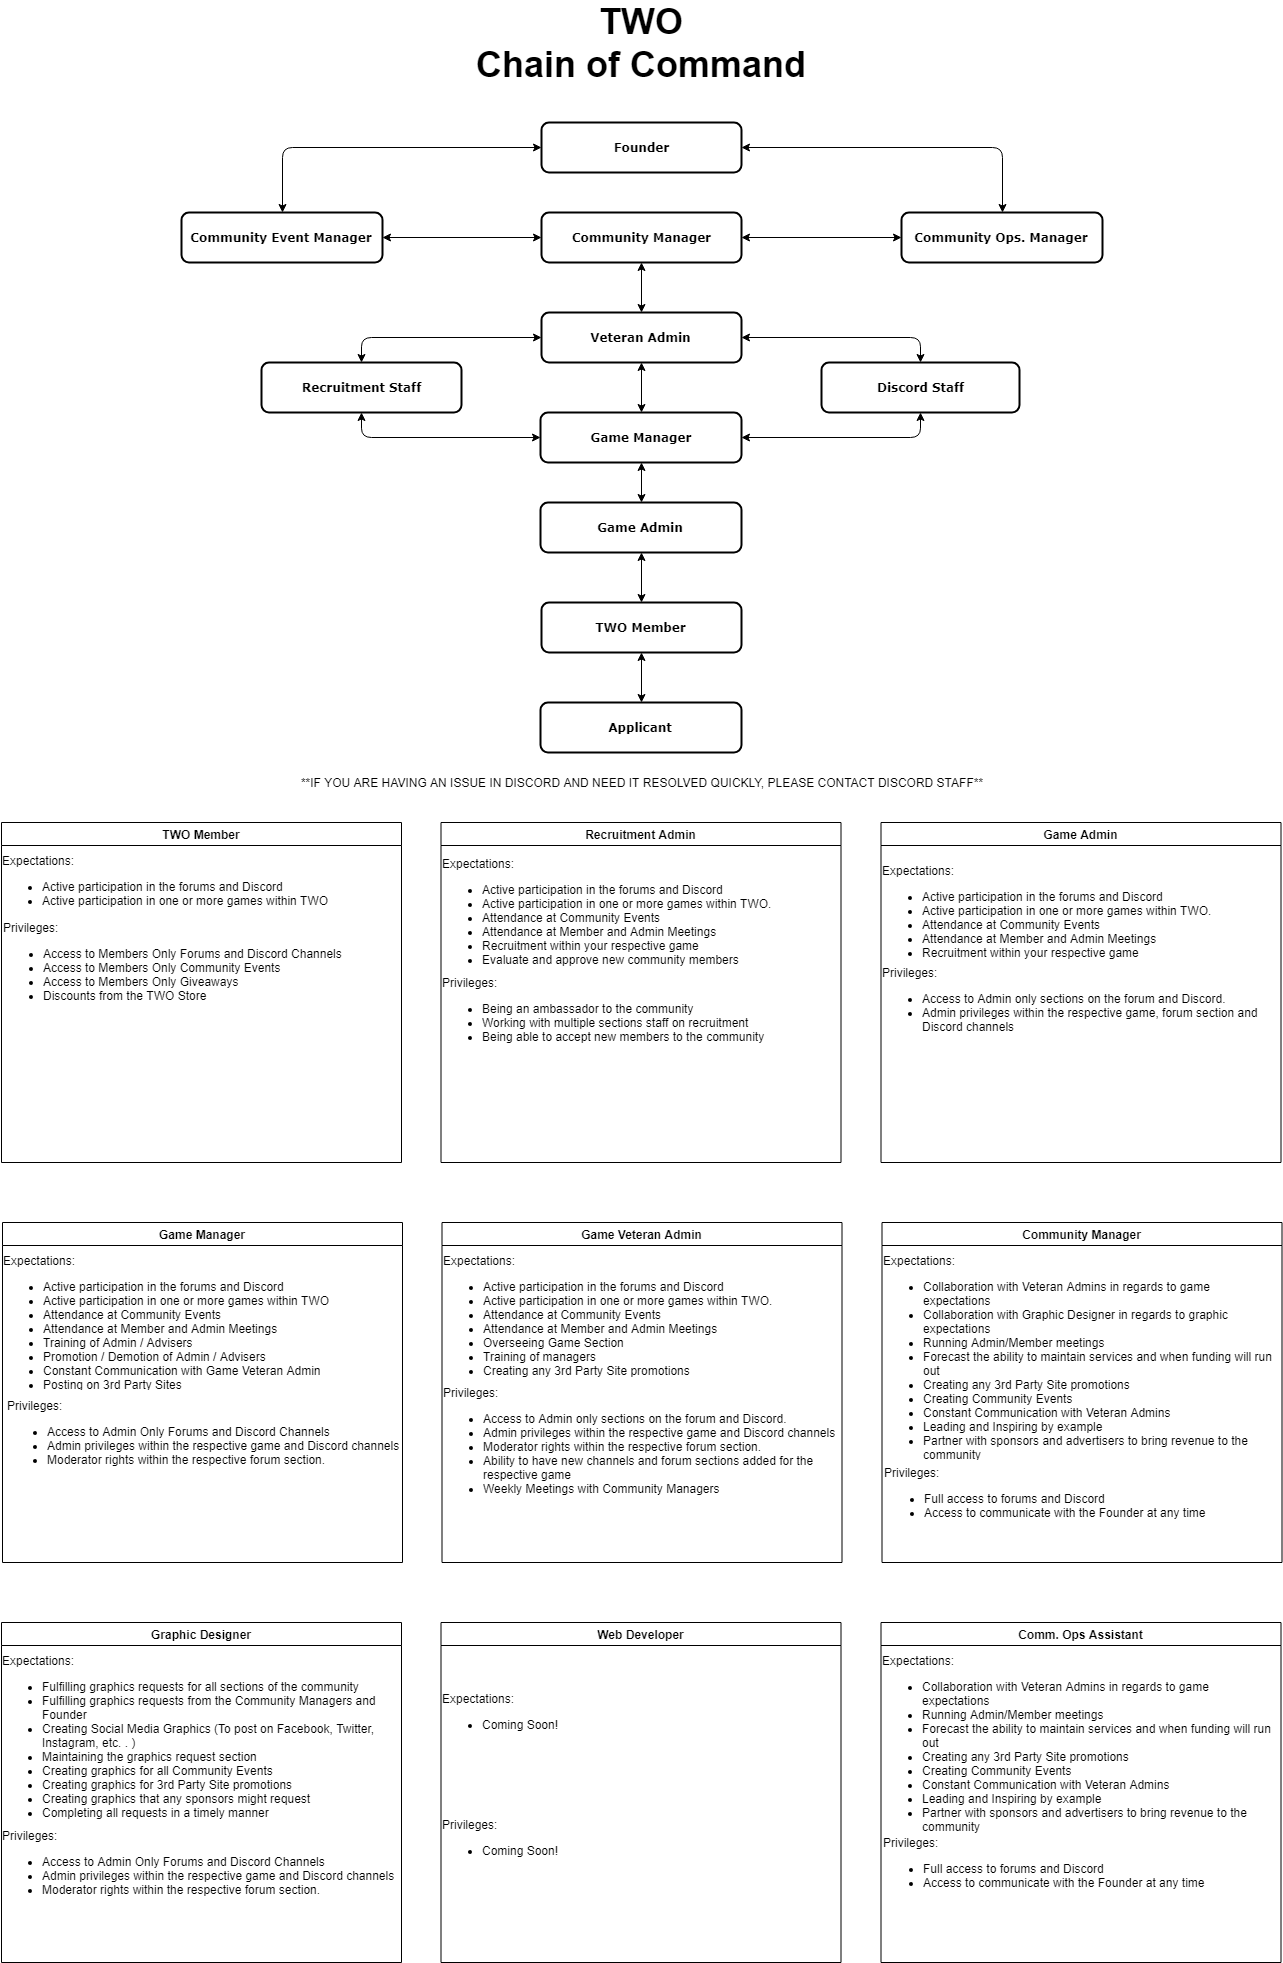 TWO
Chain of Command
Founder
Community Event Manager
Community Manager
Community Ops. Manager
Veteran Admin
Recruitment Staff
Discord Staff
Game Manager
Game Admin
TWO Member
Applicant
**IF YOU ARE HAVING AN ISSUE IN DISCORD AND NEED IT RESOLVED QUICKLY, PLEASE CONTACT DISCORD STAFF**
TWO Member
Expectations:
Active participation in the forums and Discord
Active participation in one or more games within TWO
Privileges:
Access to Members Only Forums and Discord Channels
Access to Members Only Community Events
Access to Members Only Giveaways
Discounts from the TWO Store
Recruitment Admin
Expectations:
Active participation in the forums and Discord
Active participation in one or more games within TWO.
Attendance at Community Events
Attendance at Member and Admin Meetings
Recruitment within your respective game
Evaluate and approve new community members
Privileges:
Being an ambassador to the community
Working with multiple sections staff on recruitment
Being able to accept new members to the community
Game Admin
Expectations:
Active participation in the forums and Discord
Active participation in one or more games within TWO.
Attendance at Community Events
Attendance at Member and Admin Meetings
Recruitment within your respective game
Privileges:
Access to Admin only sections on the forum and Discord.
Admin privileges within the respective game, forum section and
Discord channels
Game Manager
Expectations:
Active participation in the forums and Discord
Active participation in one or more games within TWO
Attendance at Community Events
Attendance at Member and Admin Meetings
Training of Admin / Advisers
Promotion / Demotion of Admin / Advisers
Constant Communication with Game Veteran Admin
Posting on 3rd Party Sites
Privileges:
Access to Admin Only Forums and Discord Channels
Admin privileges within the respective game and Discord channels
Moderator rights within the respective forum section.
Game Veteran Admin
Expectations:
Active participation in the forums and Discord
Active participation in one or more games within TWO.
Attendance at Community Events
Attendance at Member and Admin Meetings
Overseeing Game Section
Training of managers
Creating any 3rd Party Site promotions
Privileges:
Access to Admin only sections on the forum and Discord.
Admin privileges within the respective game and Discord channels
Moderator rights within the respective forum section.
Ability to have new channels and forum sections added for the
respective game
Weekly Meetings with Community Managers
Community Manager
Expectations:
Collaboration with Veteran Admins in regards to game
expectations
Collaboration with Graphic Designer in regards to graphic
expectations
Running Admin/Member meetings
Forecast the ability to maintain services and when funding will run
out
Creating any 3rd Party Site promotions
Creating Community Events
Constant Communication with Veteran Admins
Leading and Inspiring by example
Partner with sponsors and advertisers to bring revenue to the
community
Privileges:
Full access to forums and Discord
Access to communicate with the Founder at any time
Graphic Designer
Expectations:
Fulfilling graphics requests for all sections of the community
Fulfilling graphics requests from the Community Managers and
Founder
Creating Social Media Graphics (To post on Facebook, Twitter,
Instagram, etc. . )
Maintaining the graphics request section
Creating graphics for all Community Events
Creating graphics for 3rd Party Site promotions
Creating graphics that any sponsors might request
Completing all requests in a timely manner
Privileges:
Access to Admin Only Forums and Discord Channels
Admin privileges within the respective game and Discord channels
Moderator rights within the respective forum section.
Web Developer
Expectations:
Coming Soon!
Privileges:
Coming Soon!
Comm. Ops Assistant
Expectations:
Collaboration with Veteran Admins in regards to game
expectations
Running Admin/Member meetings
Forecast the ability to maintain services and when funding will run
out
Creating any 3rd Party Site promotions
Creating Community Events
Constant Communication with Veteran Admins
Leading and Inspiring by example
Partner with sponsors and advertisers to bring revenue to the
community
Privileges:
Full access to forums and Discord
Access to communicate with the Founder at any time